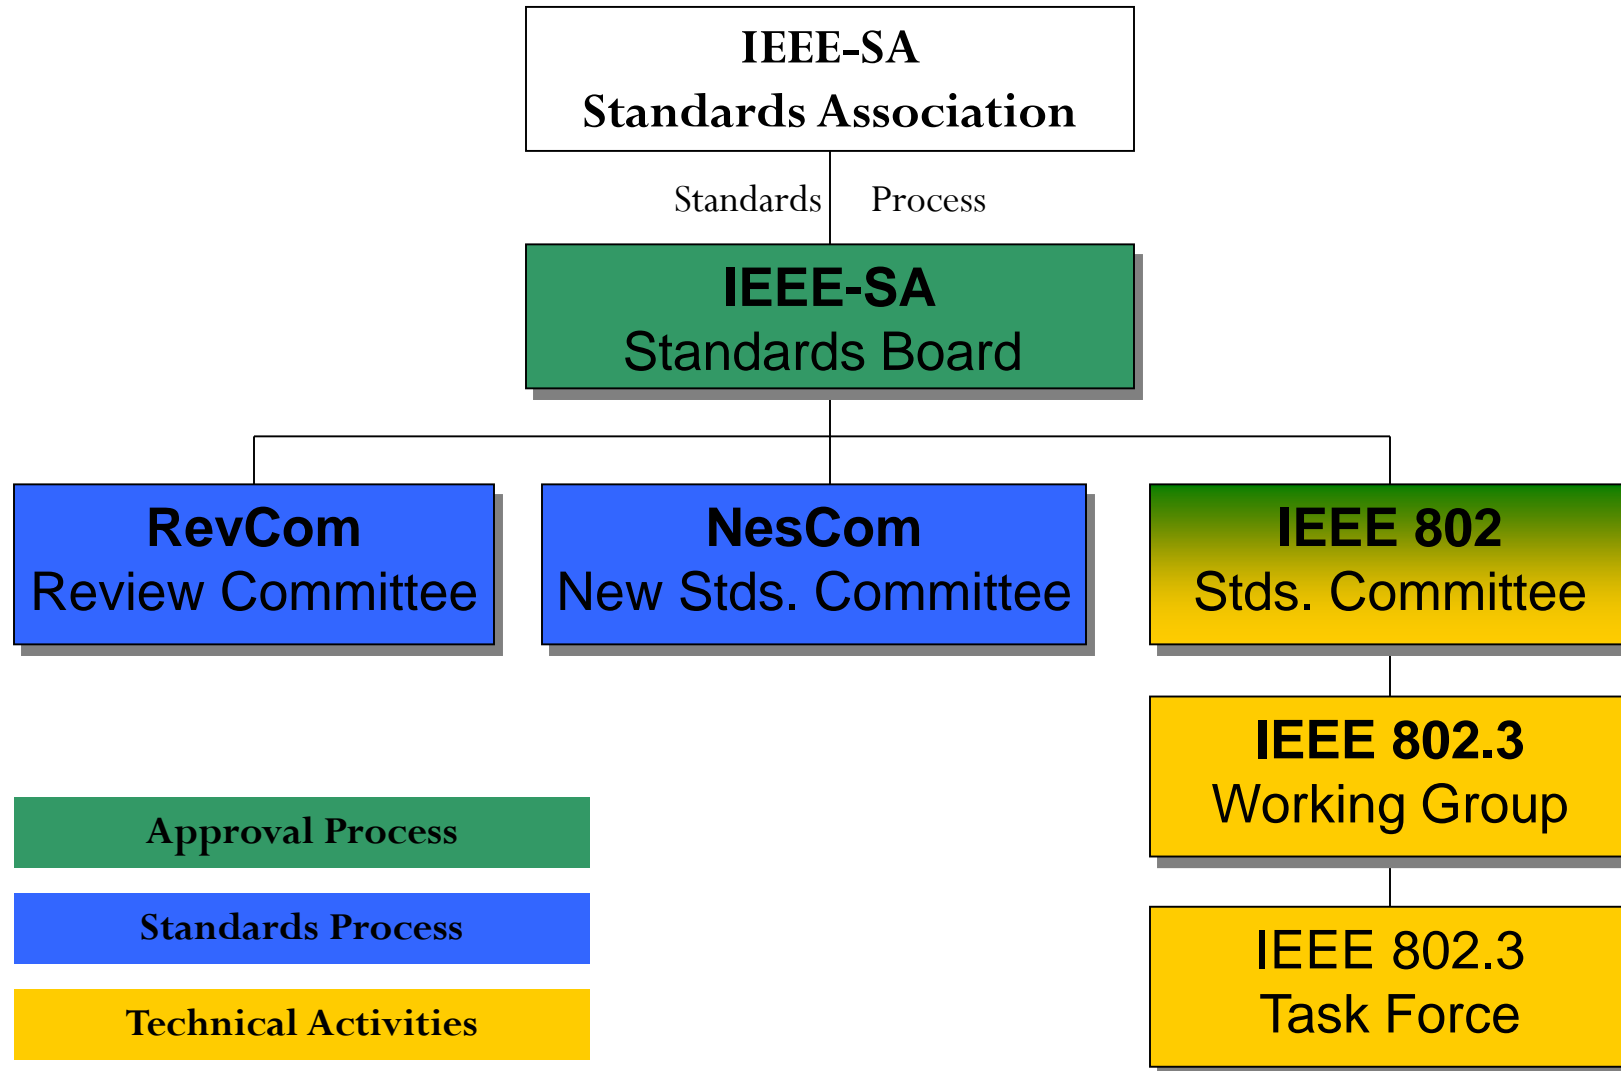 IEEE-SA
Standards Association
Standards Process
IEEE-SA
Standards Board
RevCom
Review Committee
NesCom
New Stds. Committee
IEEE 802
Stds. Committee
IEEE 802.3
Working Group
IEEE 802.3
Task Force
Approval Process
Standards Process
Technical Activities